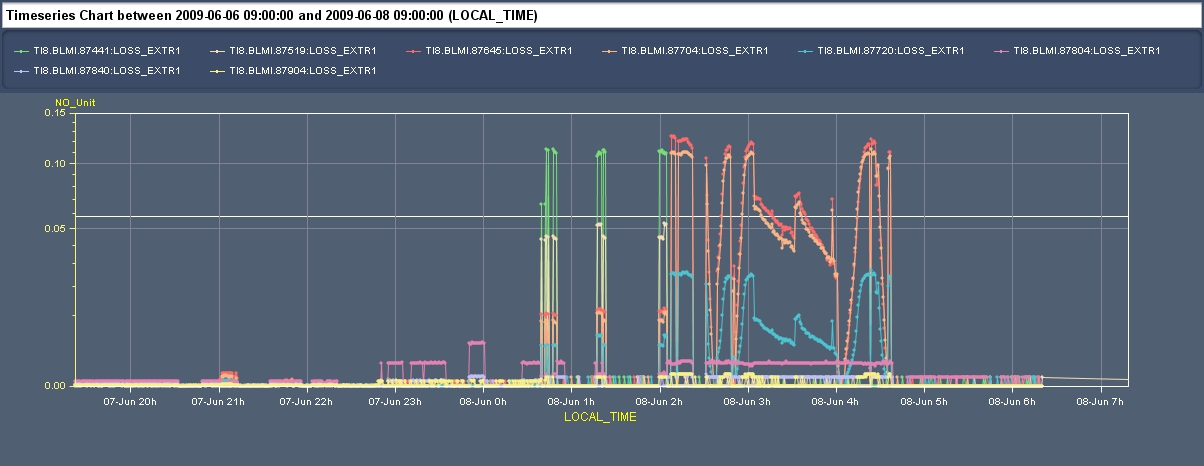 Timeseries Chart between 2009-06-06 09:00:00 and 2009-06-08 09:00:00 (LOCAL_TIME)
TI8.BLMI.87441:LOSS_EXTR1 TI8.BLMI.87519:LOSS_EXTR1 TI8.BLMI.87645:LOSS_EXTR1 TI8.BLMI.87704:LOSS_EXTR1 TI8.BLMI.87720:LOSS_EXTR1 TI8.BLMI.87804:LOSS_EXTR1
TI8.BLMI.87840:LOSS_EXTR1 TI8.BLMI.87904:LOSS_EXTR1
NO_Unit
0.15
0.10
0.05
0.00
07-Jun 20h 07-Jun 21h 07-Jun 22h 07-Jun 23h 08-Jun 0h 08-Jun 1h 08-Jun 2h 08-Jun 3h 08-Jun 4h 08-Jun 5h 08-Jun 6h 08-Jun 7h
LOCAL_TIME